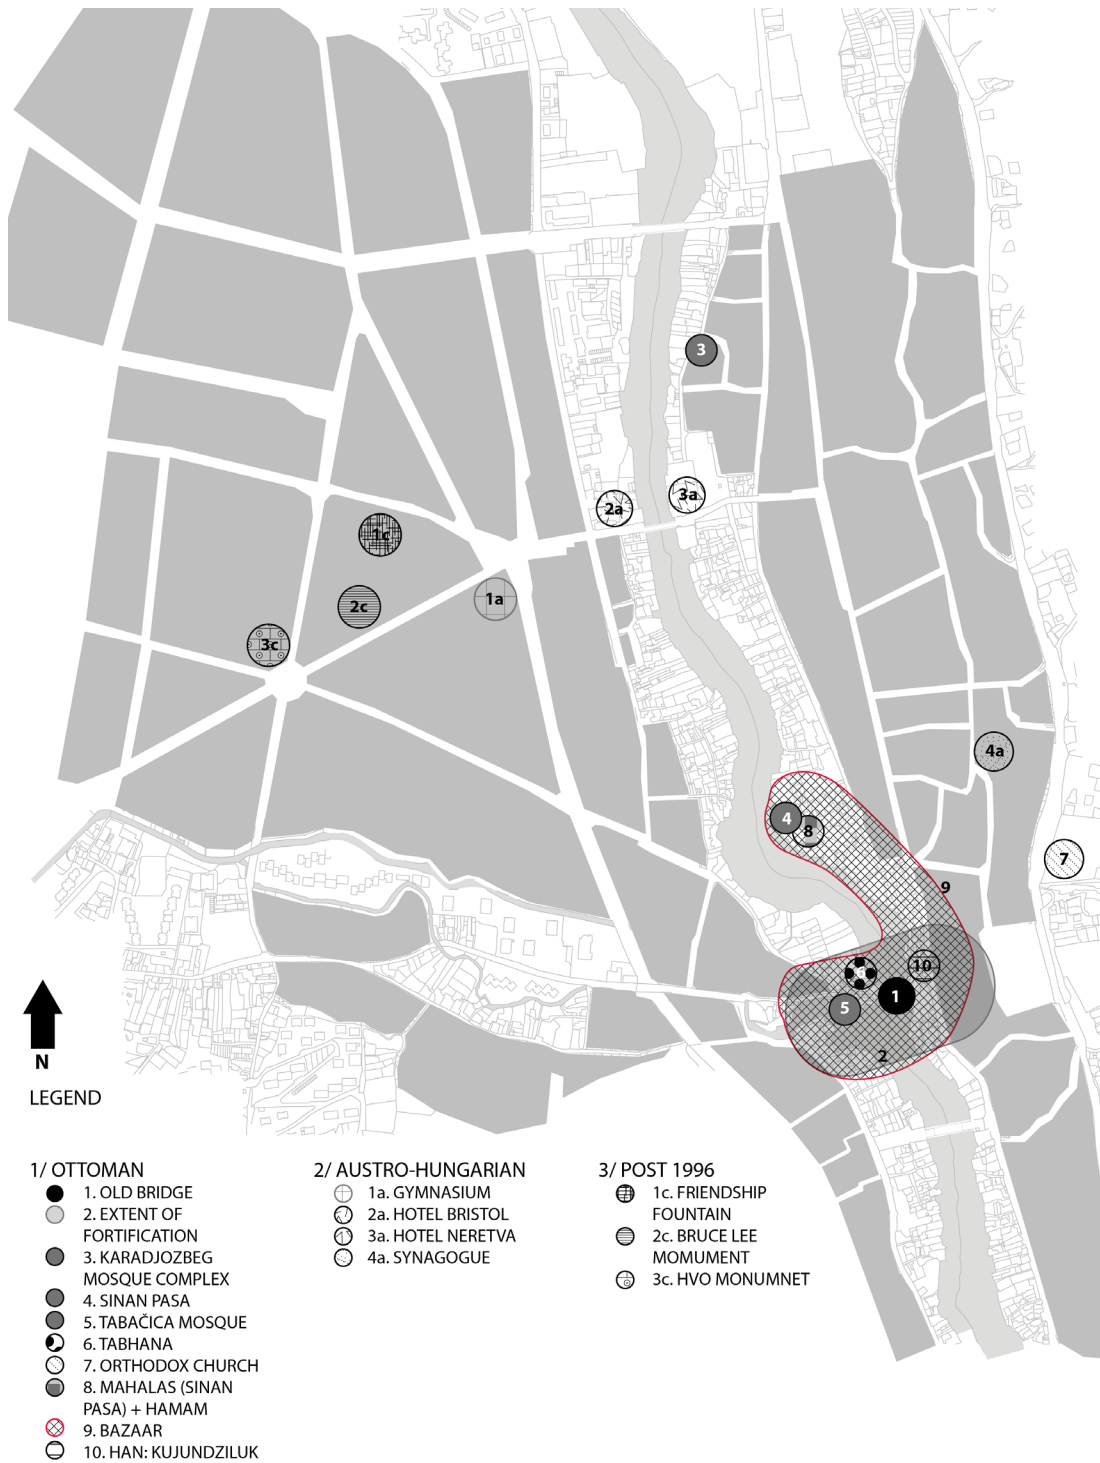 3
2a
3a
1c
2c
1a
3c
4a
4
8
7
9
10
6
1
5
2
N
LEGEND
1/ OTTOMAN
1. OLD BRIDGE
2. EXTENT OF
FORTIFICATION
3. KARADJOZBEG
MOSQUE COMPLEX
4. SINAN PASA
5. TABAČICA MOSQUE
6. TABHANA
7. ORTHODOX CHURCH
8. MAHALAS (SINAN
PASA) + HAMAM
9. BAZAAR
10. HAN: KUJUNDZILUK
2/ AUSTRO-HUNGARIAN
1a. GYMNASIUM
2a. HOTEL BRISTOL
3a. HOTEL NERETVA
4a. SYNAGOGUE
3/ POST 1996
1c. FRIENDSHIP
FOUNTAIN
2c. BRUCE LEE
MOMUMENT
3c. HVO MONUMNET